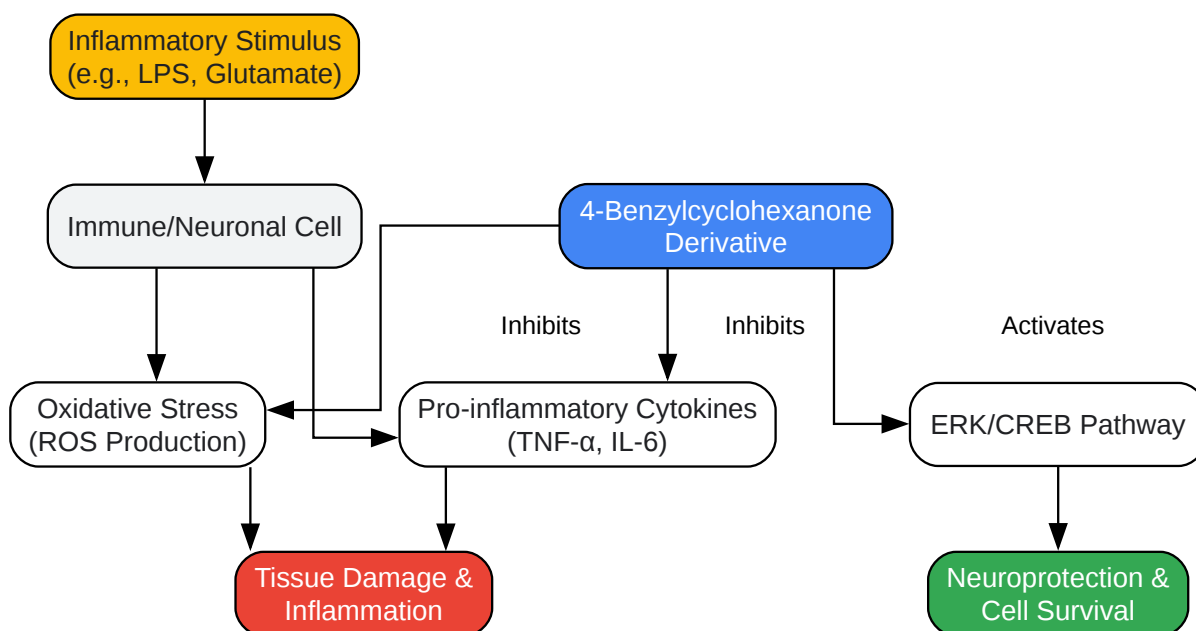 Inflammatory Stimulus
(e.g., LPS, Glutamate)
Immune/Neuronal Cell
4-Benzylcyclohexanone
Derivative
Inhibits
Inhibits
Activates
Oxidative Stress
(ROS Production)
Pro-inflammatory Cytokines
(TNF-α, IL-6)
ERK/CREB Pathway
Tissue Damage &
Inflammation
Neuroprotection &
Cell Survival